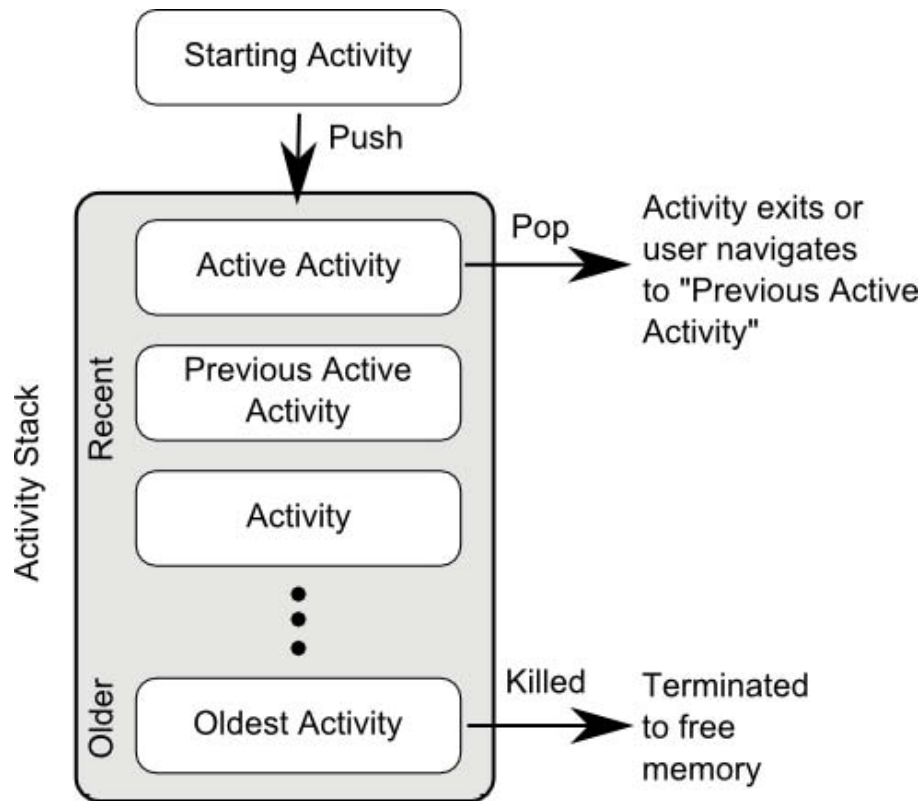 Starting Activity
Push
Active Activity
Pop
Activity exits or
user navigates
to "Previous Active
Activity"
Previous Active
Activity
Activity
Oldest Activity
Killed
Terminated
to free
memory
Activity Stack
Recent
Older